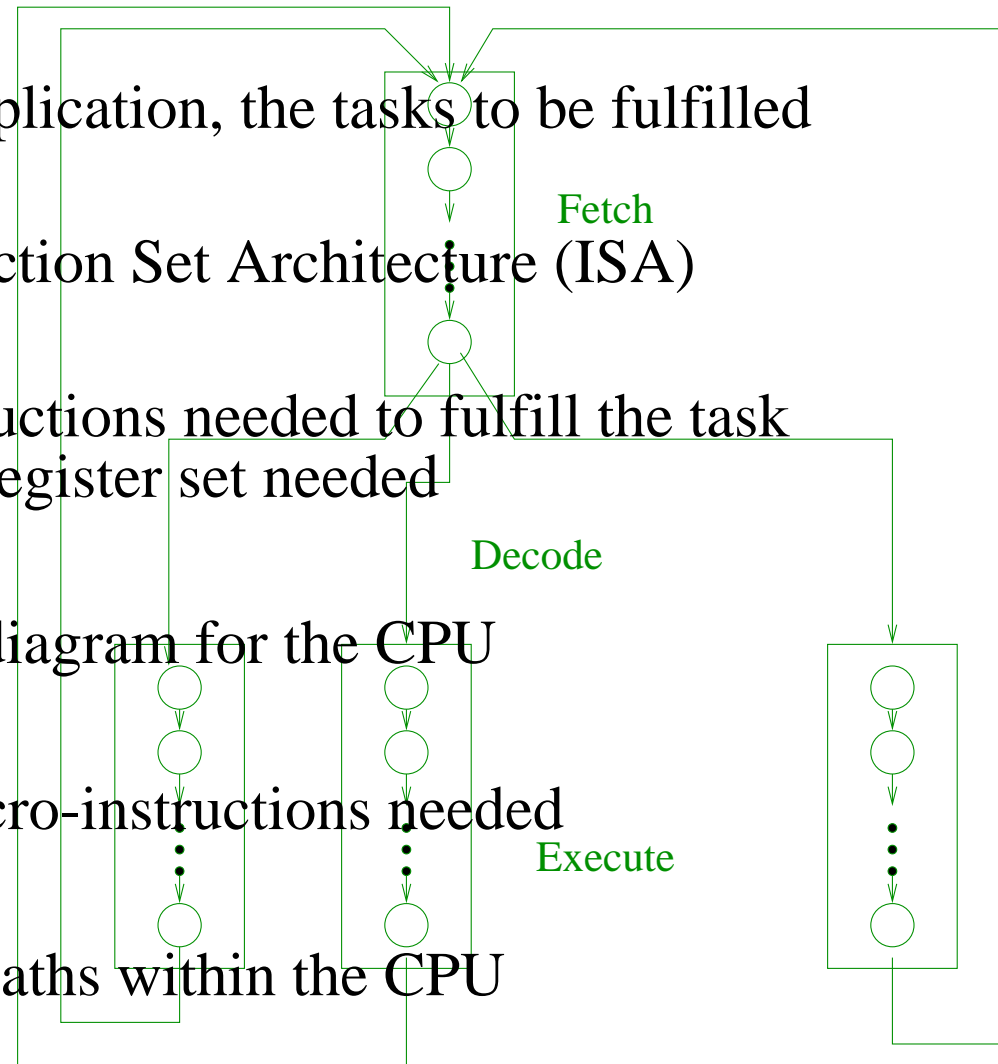 plication, the tasks to be fulfilled
Fetch
ction Set Architecture (ISA)
uctions needed to fulfill the task
egister set needed
Decode
diagram for the CPU
cro-instructions needed
Execute
aths within the CPU